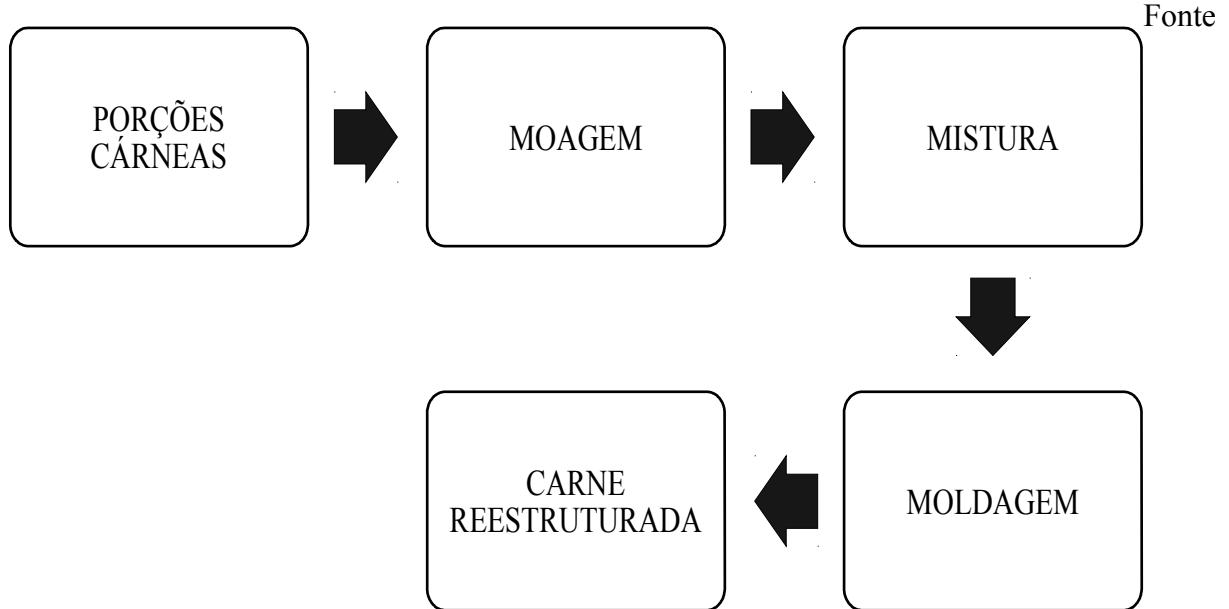 Fonte
PORÇÕES
CÁRNEAS
MOAGEM
MISTURA
MOLDAGEM
CARNE
REESTRUTURADA